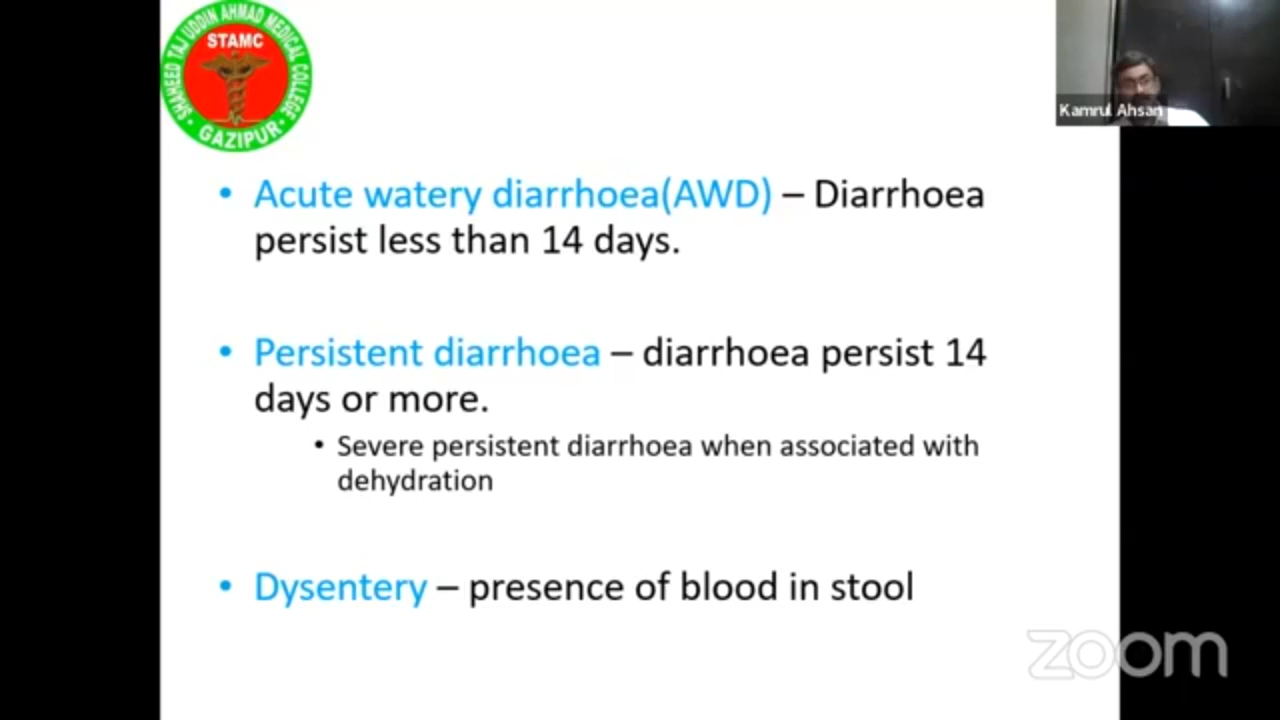 SHAHEED TAJ UDDIN AHMAD MEDICAL COLLEGE
STAMC
GAZIPUR
Kamrul Ahsan
• Acute watery diarrhoea(AWD) – Diarrhoea
persist less than 14 days.
• Persistent diarrhoea – diarrhoea persist 14
days or more.
• Severe persistent diarrhoea when associated with
dehydration
• Dysentery – presence of blood in stool
zoom